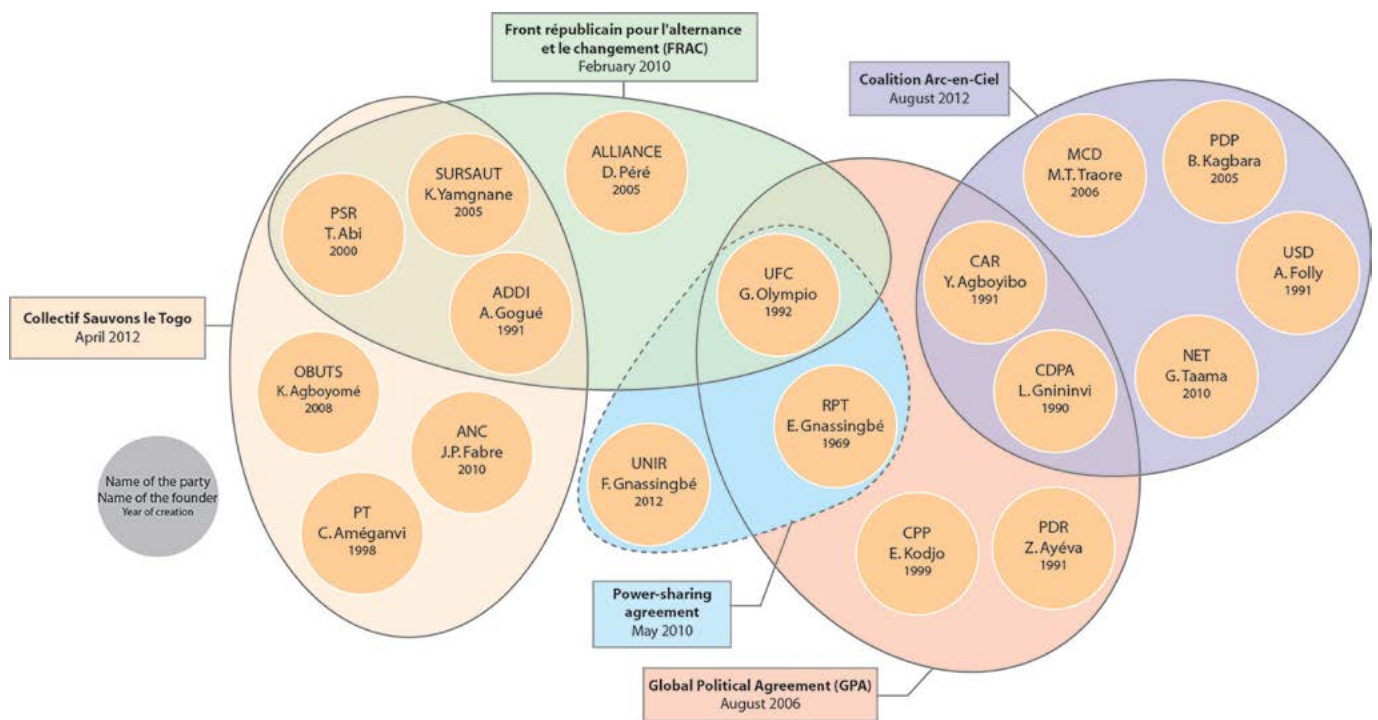 Front républicain pour l'alternance
et le changement (FRAC)
February 2010
Coalition Arc-en-Ciel
August 2012
Collectif Sauvons le Togo
April 2012
Power-sharing
agreement
May 2010
Global Political Agreement (GPA)
August 2006
Name of the party
Name of the founder
Year of creation
PSR
T. Abi
2000
SURSAUT
K. Yamgnane
2005
ADDI
A. Gogué
1991
OBUTS
K. Agboyomé
2008
ANC
J.P. Fabre
2010
PT
C. Améganvi
1998
ALLIANCE
D. Péré
2005
UFC
G. Olympio
1992
RPT
E. Gnassingbé
1969
UNIR
F. Gnassingbé
2012
CPP
E. Kodjo
1999
PDR
Z. Ayéva
1991
CAR
Y. Agboyibo
1991
CDPA
L. Gnininvi
1990
MCD
M.T. Traore
2006
PDP
B. Kagbara
2005
USD
A. Folly
1991
NET
G. Taama
2010